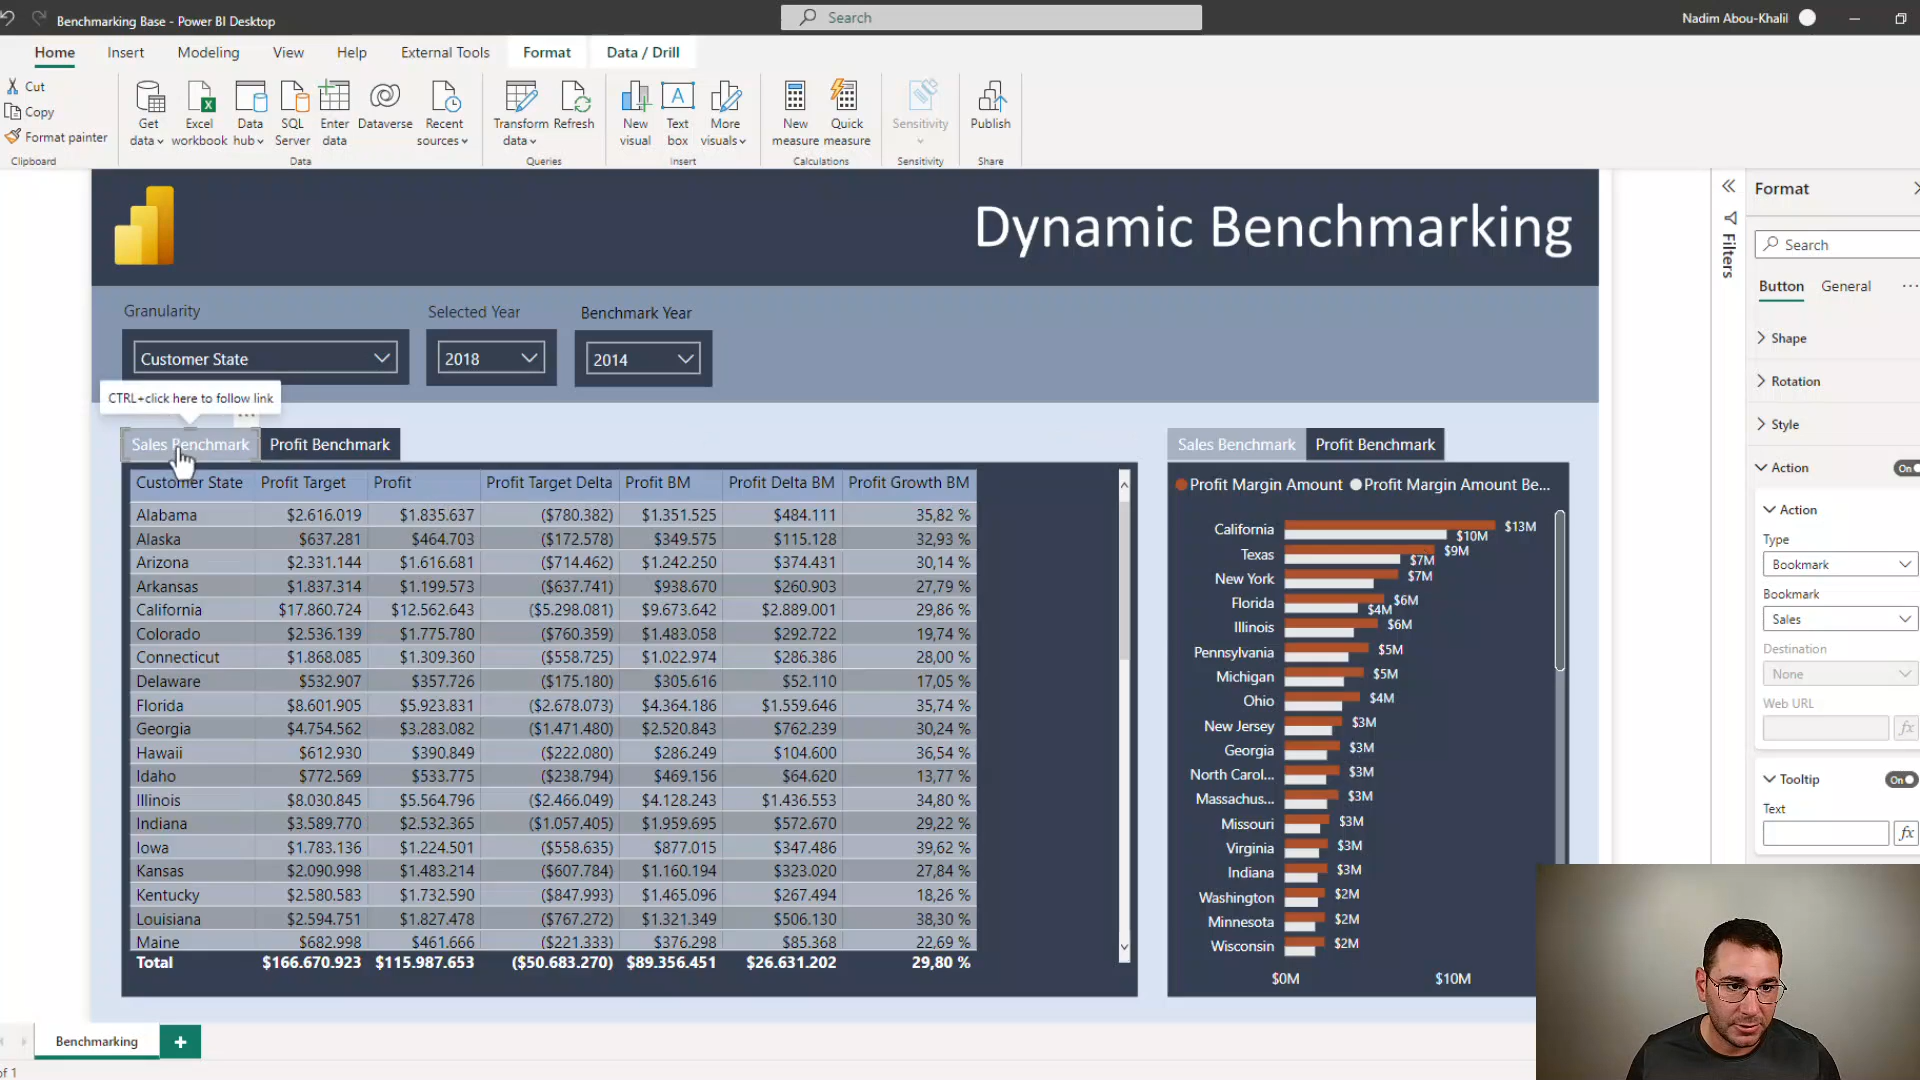 Benchmarking Base - Power BI Desktop
Search
Nadim Abou-Khalil
Home Insert Modeling View Help External Tools Format Data / Drill
Cut
Copy
Format painter
Clipboard
Get data
Excel workbook
Data hub
SQL Server
Enter data
Dataverse
Recent sources
Data
Transform data
Refresh
Queries
New visual
Text box
More visuals
Insert
New measure
Quick measure
Calculations
Sensitivity
Sensitivity
Publish
Share
Dynamic Benchmarking
Granularity Selected Year Benchmark Year
Customer State 2018 2014
CTRL+click here to follow link
Sales Benchmark Profit Benchmark
Customer State Profit Target Profit Profit Target Delta Profit BM Profit Delta BM Profit Growth BM
Alabama $2.616.019 $1.835.637 ($780.382) $1.351.525 $484.111 35,82 %
Alaska $637.281 $464.703 ($172.578) $349.575 $115.128 32,93 %
Arizona $2.331.144 $1.616.681 ($714.462) $1.242.250 $374.431 30,14 %
Arkansas $1.837.314 $1.199.573 ($637.741) $938.670 $260.903 27,79 %
California $17.860.724 $12.562.643 ($5.298.081) $9.673.642 $2.889.001 29,86 %
Colorado $2.536.139 $1.775.780 ($760.359) $1.483.058 $292.722 19,74 %
Connecticut $1.868.085 $1.309.360 ($558.725) $1.022.974 $286.386 28,00 %
Delaware $532.907 $357.726 ($175.180) $305.616 $52.110 17,05 %
Florida $8.601.905 $5.923.831 ($2.678.073) $4.364.186 $1.559.646 35,74 %
Georgia $4.754.562 $3.283.082 ($1.471.480) $2.520.843 $762.239 30,24 %
Hawaii $612.930 $390.849 ($222.080) $286.249 $104.600 36,54 %
Idaho $772.569 $533.775 ($238.794) $469.156 $64.620 13,77 %
Illinois $8.030.845 $5.564.796 ($2.466.049) $4.128.243 $1.436.553 34,80 %
Indiana $3.589.770 $2.532.365 ($1.057.405) $1.959.695 $572.670 29,22 %
Iowa $1.783.136 $1.224.501 ($558.635) $877.015 $347.486 39,62 %
Kansas $2.090.998 $1.483.214 ($607.784) $1.160.194 $323.020 27,84 %
Kentucky $2.580.583 $1.732.590 ($847.993) $1.465.096 $267.494 18,26 %
Louisiana $2.594.751 $1.827.478 ($767.272) $1.321.349 $506.130 38,30 %
Maine $682.998 $461.666 ($221.333) $376.298 $85.368 22,69 %
Total $166.670.923 $115.987.653 ($50.683.270) $89.356.451 $26.631.202 29,80 %
Sales Benchmark Profit Benchmark
Profit Margin Amount Profit Margin Amount Be...
California $13M $10M
Texas $9M $7M
New York $7M
Florida $6M $4M
Illinois $6M
Pennsylvania $5M
Michigan $5M
Ohio $4M
New Jersey $3M
Georgia $3M
North Carol... $3M
Massachus... $3M
Missouri $3M
Virginia $3M
Indiana $3M
Washington $2M
Minnesota $2M
Wisconsin $2M
$0M $10M
Filters
Format
Search
Button General
Shape
Rotation
Style
Action On
Action
Type
Bookmark
Bookmark
Sales
Destination
None
Web URL
fx
Tooltip On
Text
fx
Benchmarking
of 1